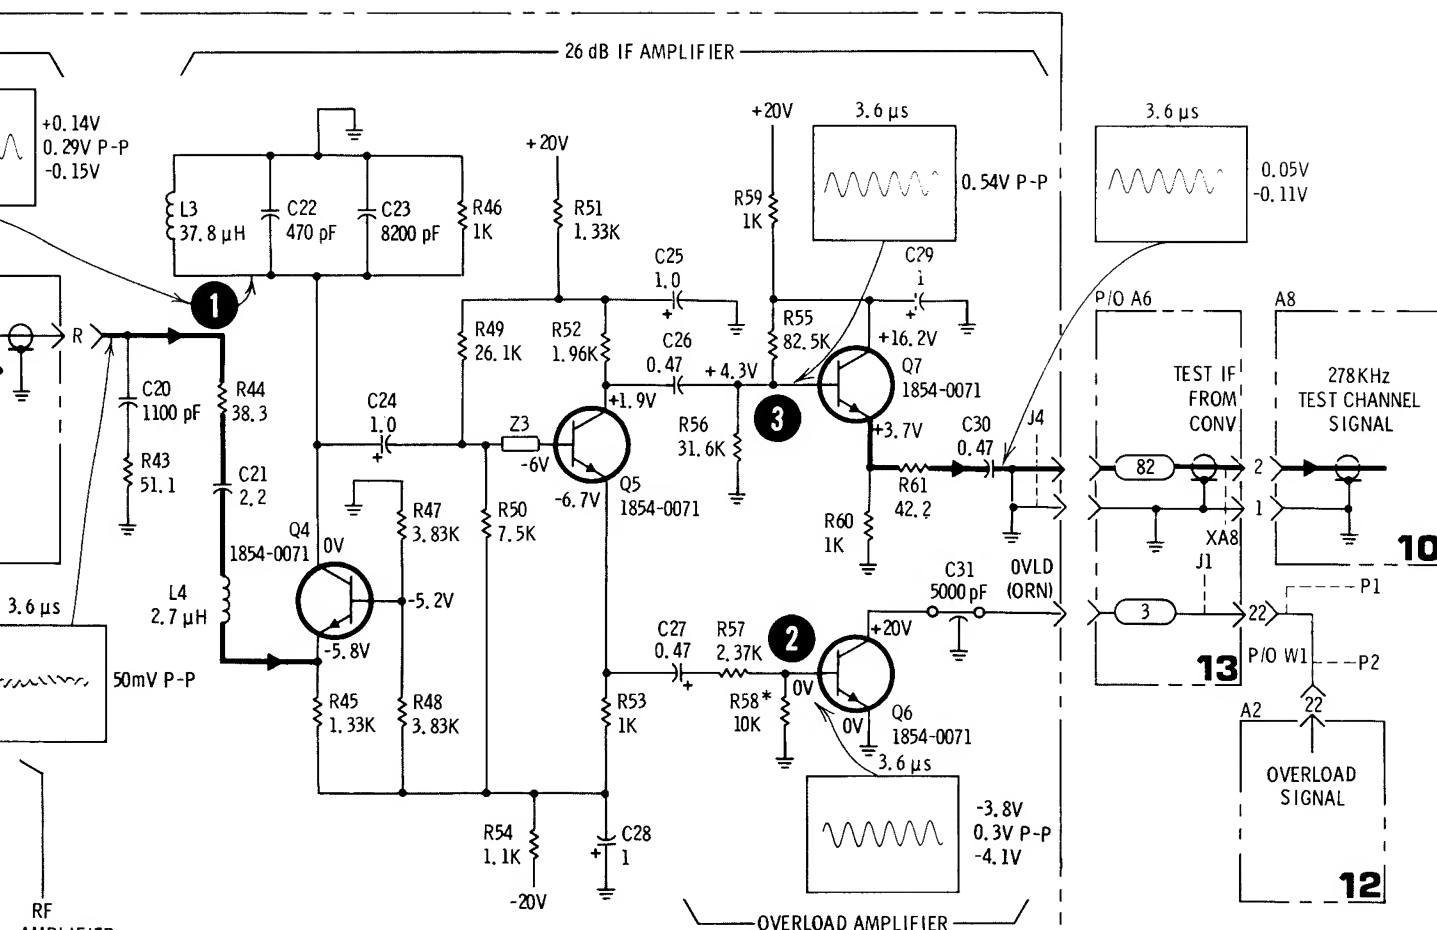 26 dB IF AMPLIFIER
+0.14V
0.29V P-P
-0.15V
L3
37.8 µH
C22
470 pF
C23
8200 pF
R46
1K
+20V
R51
1.33K
C25
1.0
+
+20V
R59
1K
3.6 µs
0.54V P-P
C29
1
+
3.6 µs
0.05V
-0.11V
1
R
C20
1100 pF
R43
51.1
R44
38.3
C21
2.2
L4
2.7 µH
R49
26.1K
R52
1.96K
C26
0.47
+
+4.3V
R55
82.5K
+16.2V
Q7
1854-0071
3
R56
31.6K
+3.7V
C24
1.0
+
Z3
-6V
+1.9V
-6.7V
Q5
1854-0071
R47
3.83K
R50
7.5K
Q4
1854-0071
0V
-5.2V
-5.8V
R45
1.33K
R48
3.83K
R61
42.2
R60
1K
C30
0.47
J4
P/O A6
TEST IF
FROM
CONV
82
2
1
XA8
A8
278KHz
TEST CHANNEL
SIGNAL
10
OVLD
(ORN)
C31
5000 pF
J1
3
22
P1
P/O W1
P2
13
22
A2
OVERLOAD
SIGNAL
12
3.6 µs
50mV P-P
C27
0.47
+
R57
2.37K
2
0V
R58*
10K
+20V
Q6
1854-0071
0V
R53
1K
R54
1.1K
-20V
C28
1
+
3.6 µs
-3.8V
0.3V P-P
-4.1V
OVERLOAD AMPLIFIER
RF
AMPLIFIER